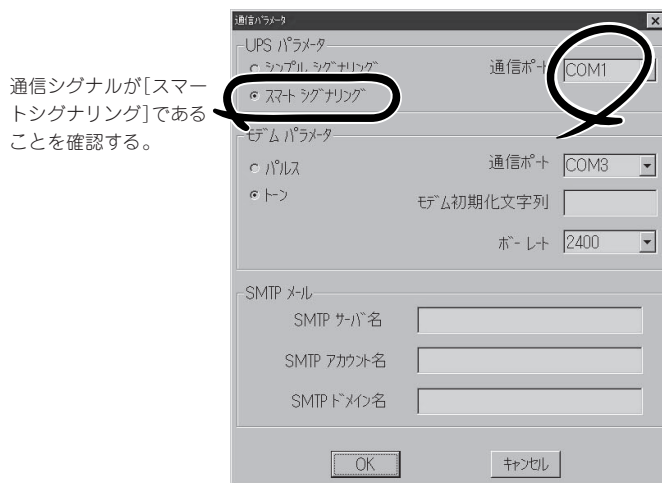 通信パラメータ
UPS パラメータ
シンプル シグナリング
通信ポート
COM1
スマート シグナリング
通信シグナルが[スマー
トシグナリング]である
ことを確認する。
モデム パラメータ
パルス
通信ポート
COM3
トーン
モデム初期化文字列
ボー レート
2400
SMTP メール
SMTP サーバ名
SMTP アカウント名
SMTP ドメイン名
OK
キャンセル